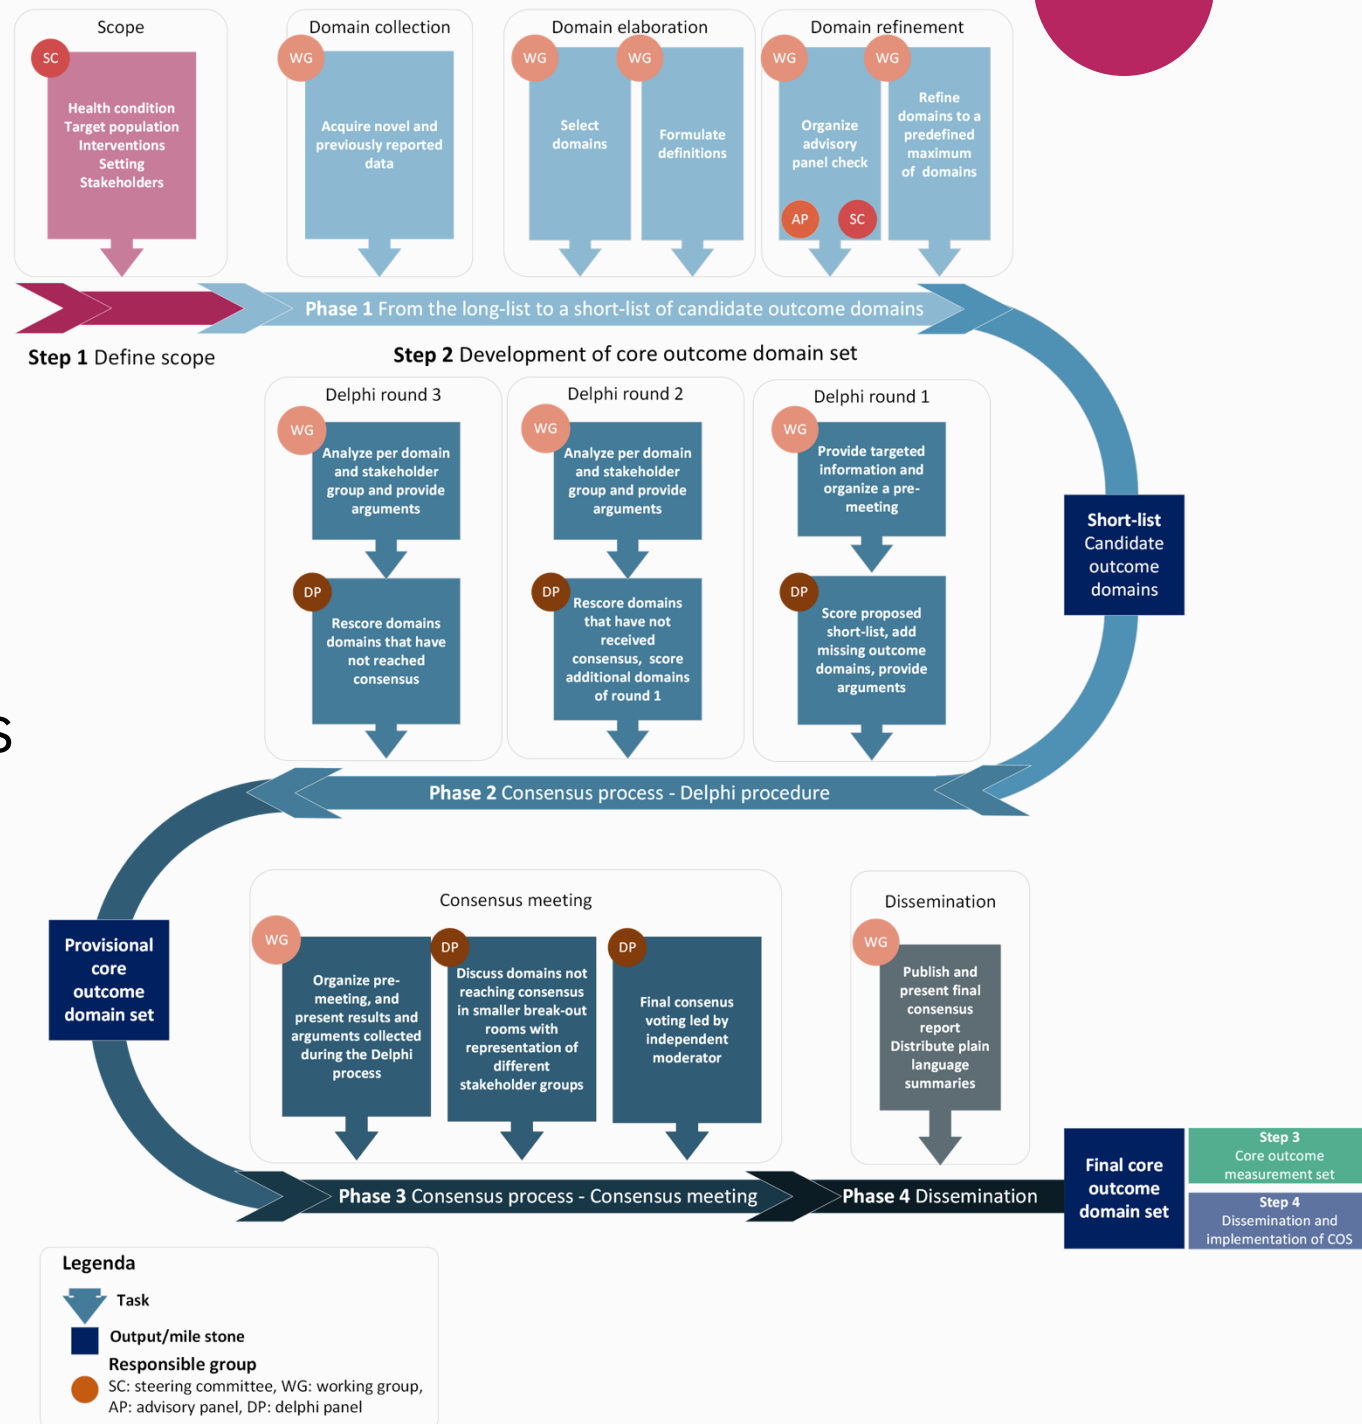 Scope
SC
Health condition
Target population
Interventions
Setting
Stakeholders
Domain collection
WG
Acquire novel and
previously reported
data
Domain elaboration
WG
Select
domains
WG
Formulate
definitions
Domain refinement
WG
Organize
advisory
panel check
AP
SC
WG
Refine
domains to a
predefined
maximum
of domains
Phase 1 From the long-list to a short-list of candidate outcome domains
Step 1 Define scope
Step 2 Development of core outcome domain set
Delphi round 3
WG
Analyze per domain
and stakeholder
group and provide
arguments
DP
Rescore domains
domains that have
not reached
consensus
Delphi round 2
WG
Analyze per domain
and stakeholder
group and provide
arguments
DP
Rescore domains
that have not
received
consensus, score
additional domains
of round 1
Delphi round 1
WG
Provide targeted
information and
organize a pre-
meeting
DP
Score proposed
short-list, add
missing outcome
domains, provide
arguments
Short-list
Candidate
outcome
domains
s
Phase 2 Consensus process - Delphi procedure
Provisional
core
outcome
domain set
Consensus meeting
WG
Organize pre-
meeting, and
present results and
arguments collected
during the Delphi
process
DP
Discuss domains not
reaching consensus
in smaller break-out
rooms with
representation of
different
stakeholder groups
DP
Final consenus
voting led by
independent
moderator
Dissemination
WG
Publish and
present final
consensus
report
Distribute plain
language
summaries
Phase 3 Consensus process - Consensus meeting
Phase 4 Dissemination
Final core
outcome
domain set
Step 3
Core outcome
measurement set
Step 4
Dissemination and
implementation of COS
Legenda
Task
Output/mile stone
Responsible group
SC: steering committee, WG: working group,
AP: advisory panel, DP: delphi panel